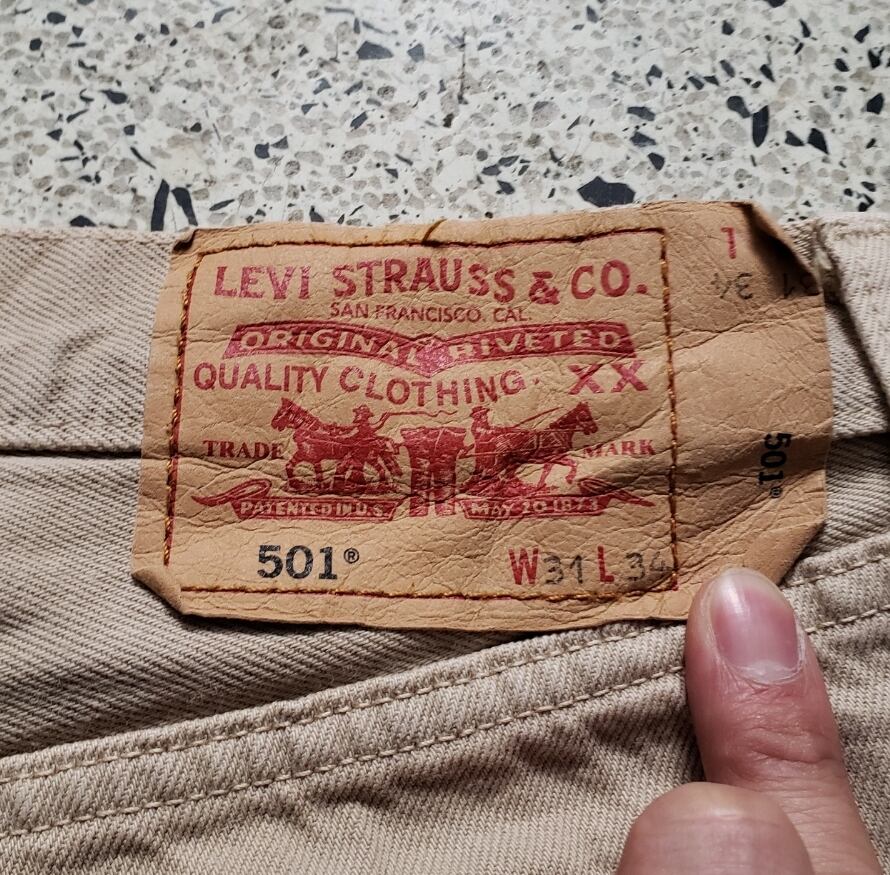 LEVI STRAUSS & CO.
SAN FRANCISCO. CAL.
ORIGINAL RIVETED
QUALITY CLOTHING. XX
TRADE MARK
PATENTED IN U.S. MAY 20 1873
501® W31 L34
34
501®